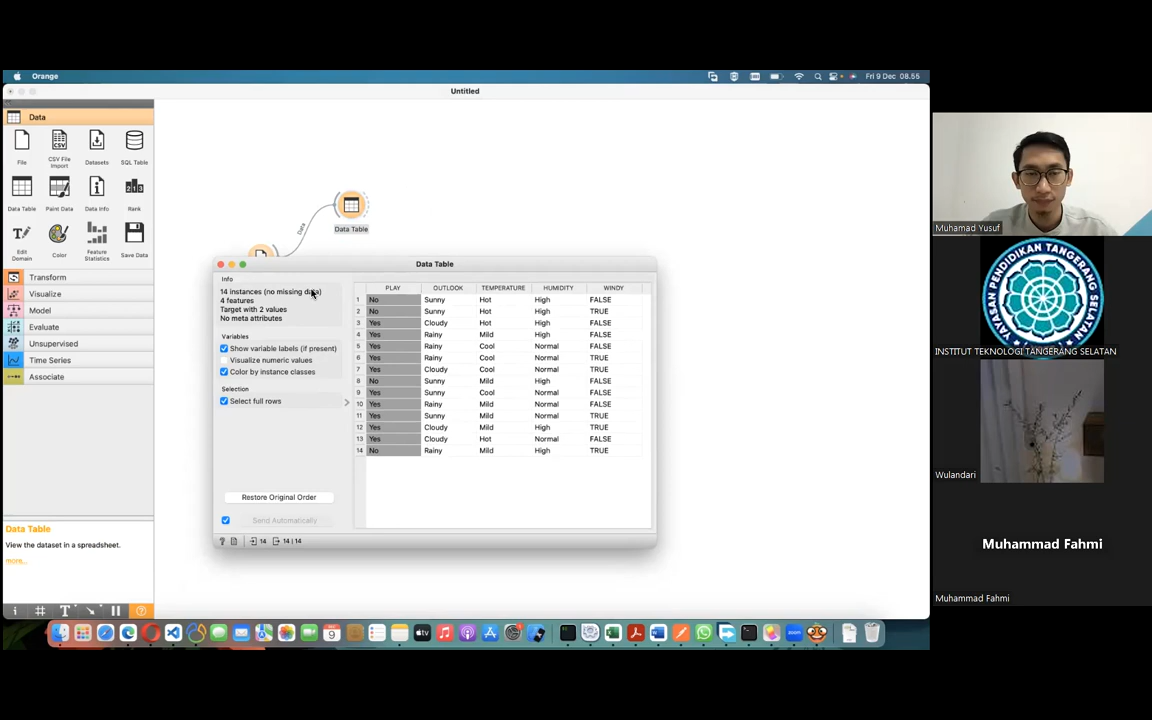 Orange
Fri 9 Dec 08.55
Untitled
Data
File
CSV File Import
Datasets
SQL Table
Data Table
Paint Data
Data Info
Rank
Edit Domain
Color
Feature Statistics
Save Data
Transform
Visualize
Model
Evaluate
Unsupervised
Time Series
Associate
Data Table
View the dataset in a spreadsheet.
more...
Data
Data Table
Data Table
Info
14 instances (no missing data)
4 features
Target with 2 values
No meta attributes
Variables
Show variable labels (if present)
Visualize numeric values
Color by instance classes
Selection
Select full rows
Restore Original Order
Send Automatically
14
14 | 14
PLAY OUTLOOK TEMPERATURE HUMIDITY WINDY
1 No Sunny Hot High FALSE
2 No Sunny Hot High TRUE
3 Yes Cloudy Hot High FALSE
4 Yes Rainy Mild High FALSE
5 Yes Rainy Cool Normal FALSE
6 Yes Rainy Cool Normal TRUE
7 Yes Cloudy Cool Normal TRUE
8 No Sunny Mild High FALSE
9 Yes Sunny Cool Normal FALSE
10 Yes Rainy Mild Normal FALSE
11 Yes Sunny Mild Normal TRUE
12 Yes Cloudy Mild High TRUE
13 Yes Cloudy Hot Normal FALSE
14 No Rainy Mild High TRUE
Muhamad Yusuf
YAYASAN PENDIDIKAN TANGERANG SELATAN
INSTITUT TEKNOLOGI TANGERANG SELATAN
Wulandari
Muhammad Fahmi
Muhammad Fahmi